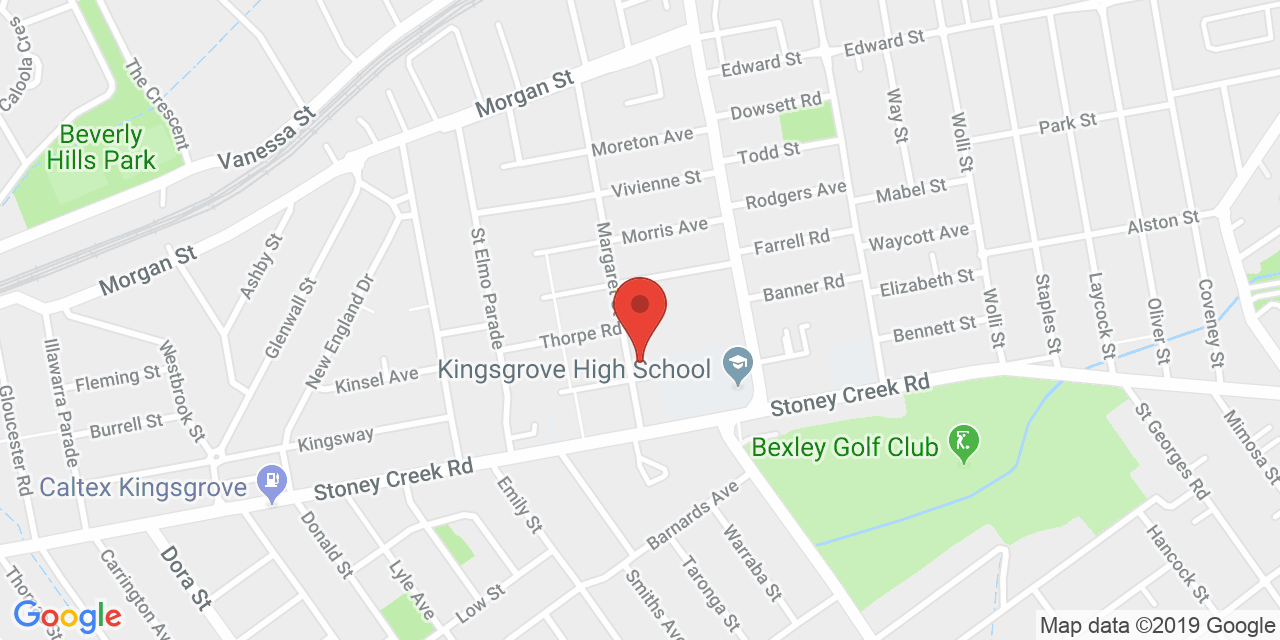 Caloola Cres
The Crescent
Beverly
Hills Park
Vanessa St
Morgan St
Edward St
Edward St
Dowsett Rd
Moreton Ave
Todd St
Way St
Wolli St
Park St
Vivienne St
Rodgers Ave
Mabel St
Morris Ave
Farrell Rd
Waycott Ave
Alston St
Morgan St
Ashby St
St Elmo Parade
Margaret
Banner Rd
Elizabeth St
Glenwall St
New England Dr
Thorpe Rd
Bennett St
Wolli St
Staples St
Laycock St
Oliver St
Coveney St
Illawarra Parade
Westbrook St
Fleming St
Kinsel Ave
Kingsgrove High School
Stoney Creek Rd
Gloucester Rd
Burrell St
Kingsway
Bexley Golf Club
St Georges Rd
Mimosa St
Caltex Kingsgrove
Stoney Creek Rd
Emily St
Barnards Ave
Donald St
Dora St
Carrington Ave
Lyle Ave
Low St
Smiths Ave
Taronga St
Warraba St
Hancock St
Google
Map data ©2019 Google